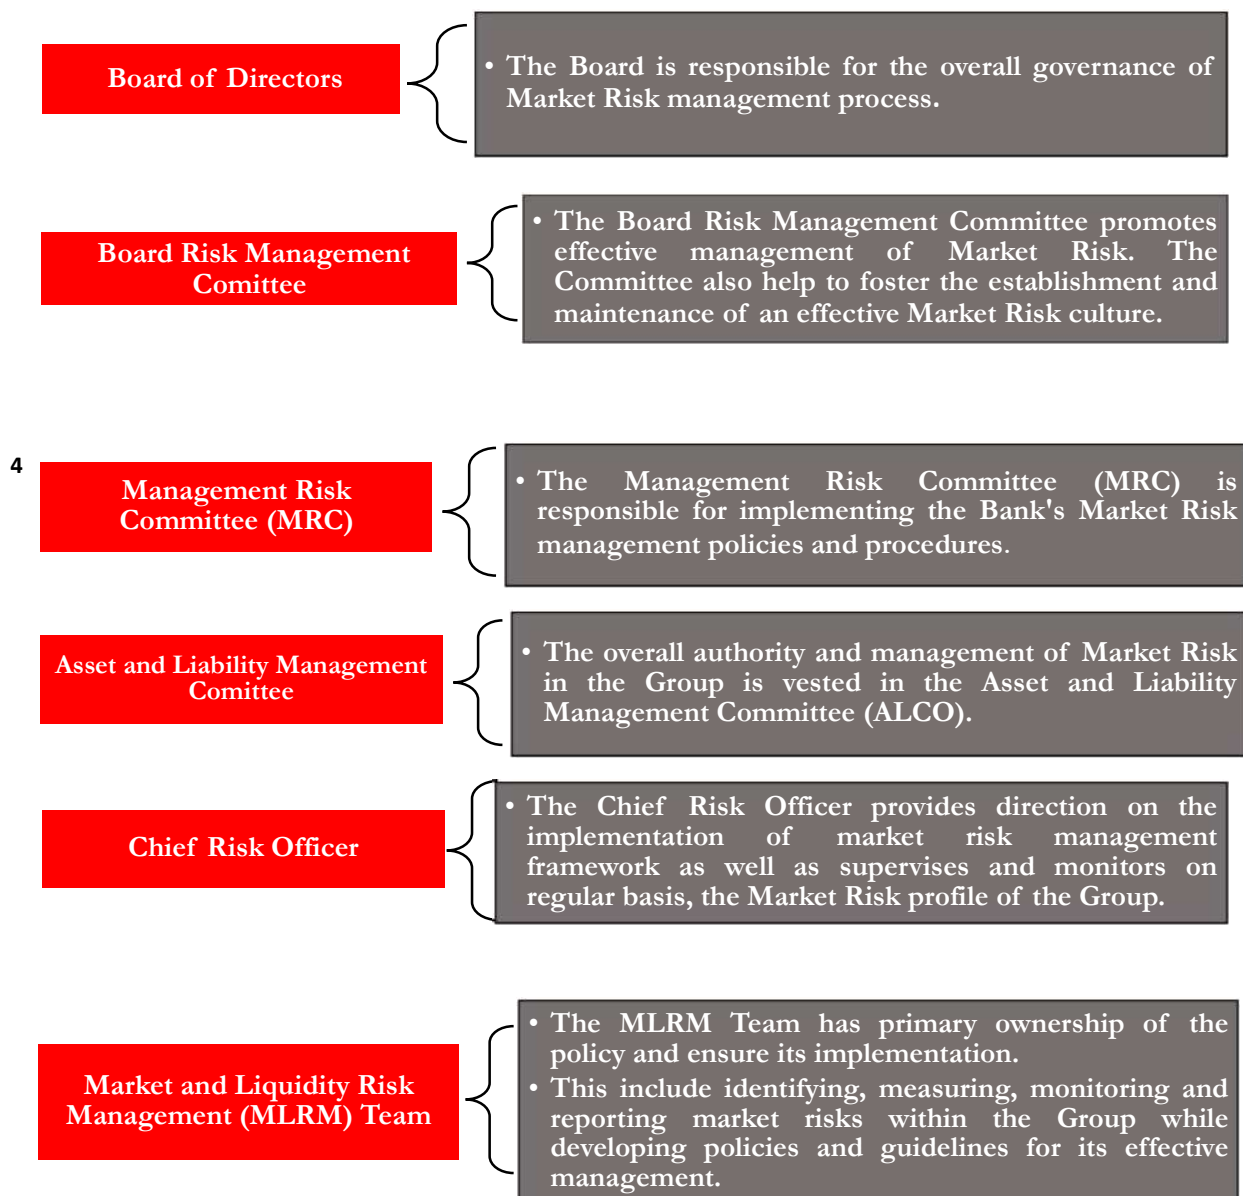 Board of Directors
• The Board is responsible for the overall governance of
Market Risk management process.
Board Risk Management
Comittee
• The Board Risk Management Committee promotes
effective management of Market Risk. The
Committee also help to foster the establishment and
maintenance of an effective Market Risk culture.
4
Management Risk
Committee (MRC)
• The Management Risk Committee (MRC) is
responsible for implementing the Bank's Market Risk
management policies and procedures.
Asset and Liability Management
Comittee
• The overall authority and management of Market Risk
in the Group is vested in the Asset and Liability
Management Committee (ALCO).
Chief Risk Officer
• The Chief Risk Officer provides direction on the
implementation of market risk management
framework as well as supervises and monitors on
regular basis, the Market Risk profile of the Group.
Market and Liquidity Risk
Management (MLRM) Team
• The MLRM Team has primary ownership of the
policy and ensure its implementation.
• This include identifying, measuring, monitoring and
reporting market risks within the Group while
developing policies and guidelines for its effective
management.